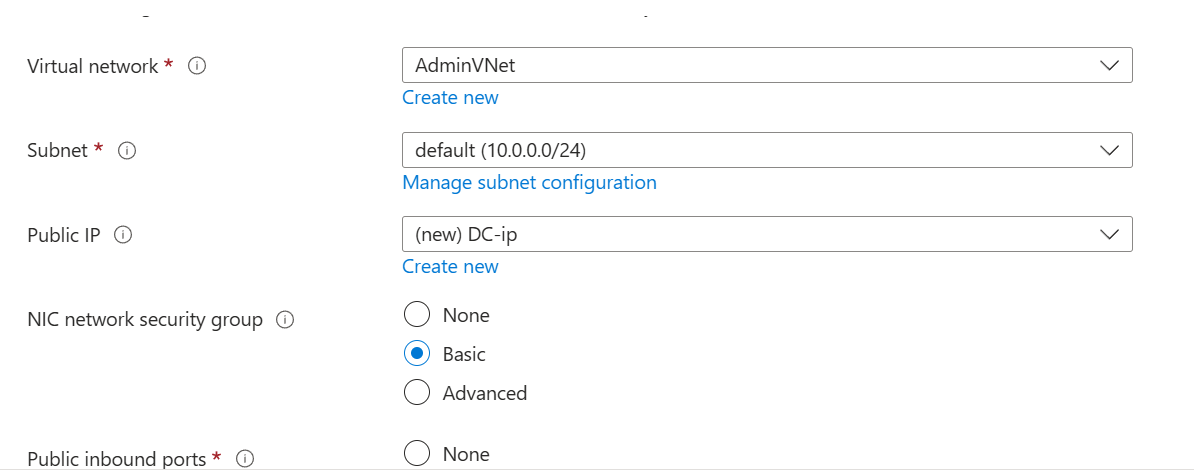 Virtual network * AdminVNet
Create new
Subnet * default (10.0.0.0/24)
Manage subnet configuration
Public IP (new) DC-ip
Create new
NIC network security group None
Basic
Advanced
Public inbound ports * None